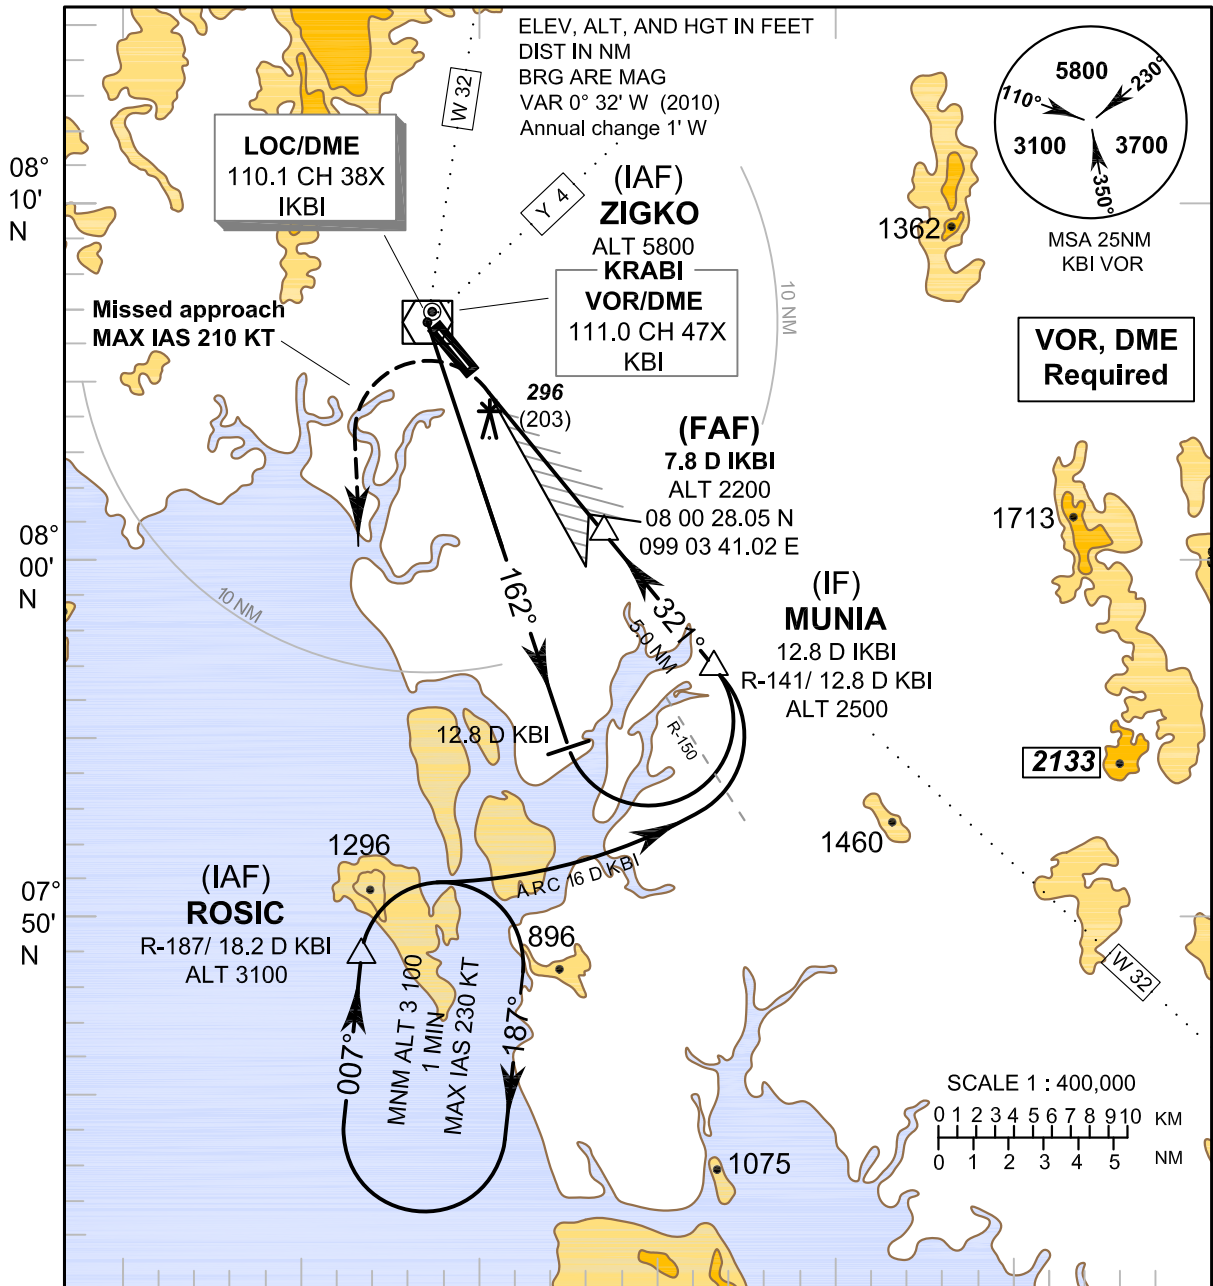 ELEV, ALT, AND HGT IN FEET
DIST IN NM
BRG ARE MAG
VAR 0° 32' W (2010)
Annual change 1' W
W 32
Y 4
5800
110°
230°
3100
3700
350°
MSA 25NM
KBI VOR
LOC/DME
110.1 CH 38X
IKBI
08°
10'
N
(IAF)
ZIGKO
ALT 5800
KRABI
VOR/DME
111.0 CH 47X
KBI
1362
10 NM
Missed approach
MAX IAS 210 KT
VOR, DME
Required
296
(203)
(FAF)
7.8 D IKBI
ALT 2200
08 00 28.05 N
099 03 41.02 E
1713
08°
00'
N
10 NM
162°
321°
5.0 NM
(IF)
MUNIA
12.8 D IKBI
R-141/ 12.8 D KBI
ALT 2500
12.8 D KBI
R-150
2133
1460
1296
ARC 16 D KBI
(IAF)
ROSIC
R-187/ 18.2 D KBI
ALT 3100
07°
50'
N
896
W 32
007°
MNM ALT 3 100
1 MIN
MAX IAS 230 KT
187°
1075
SCALE 1 : 400,000
0 1 2 3 4 5 6 7 8 9 10 KM
0 1 2 3 4 5 NM